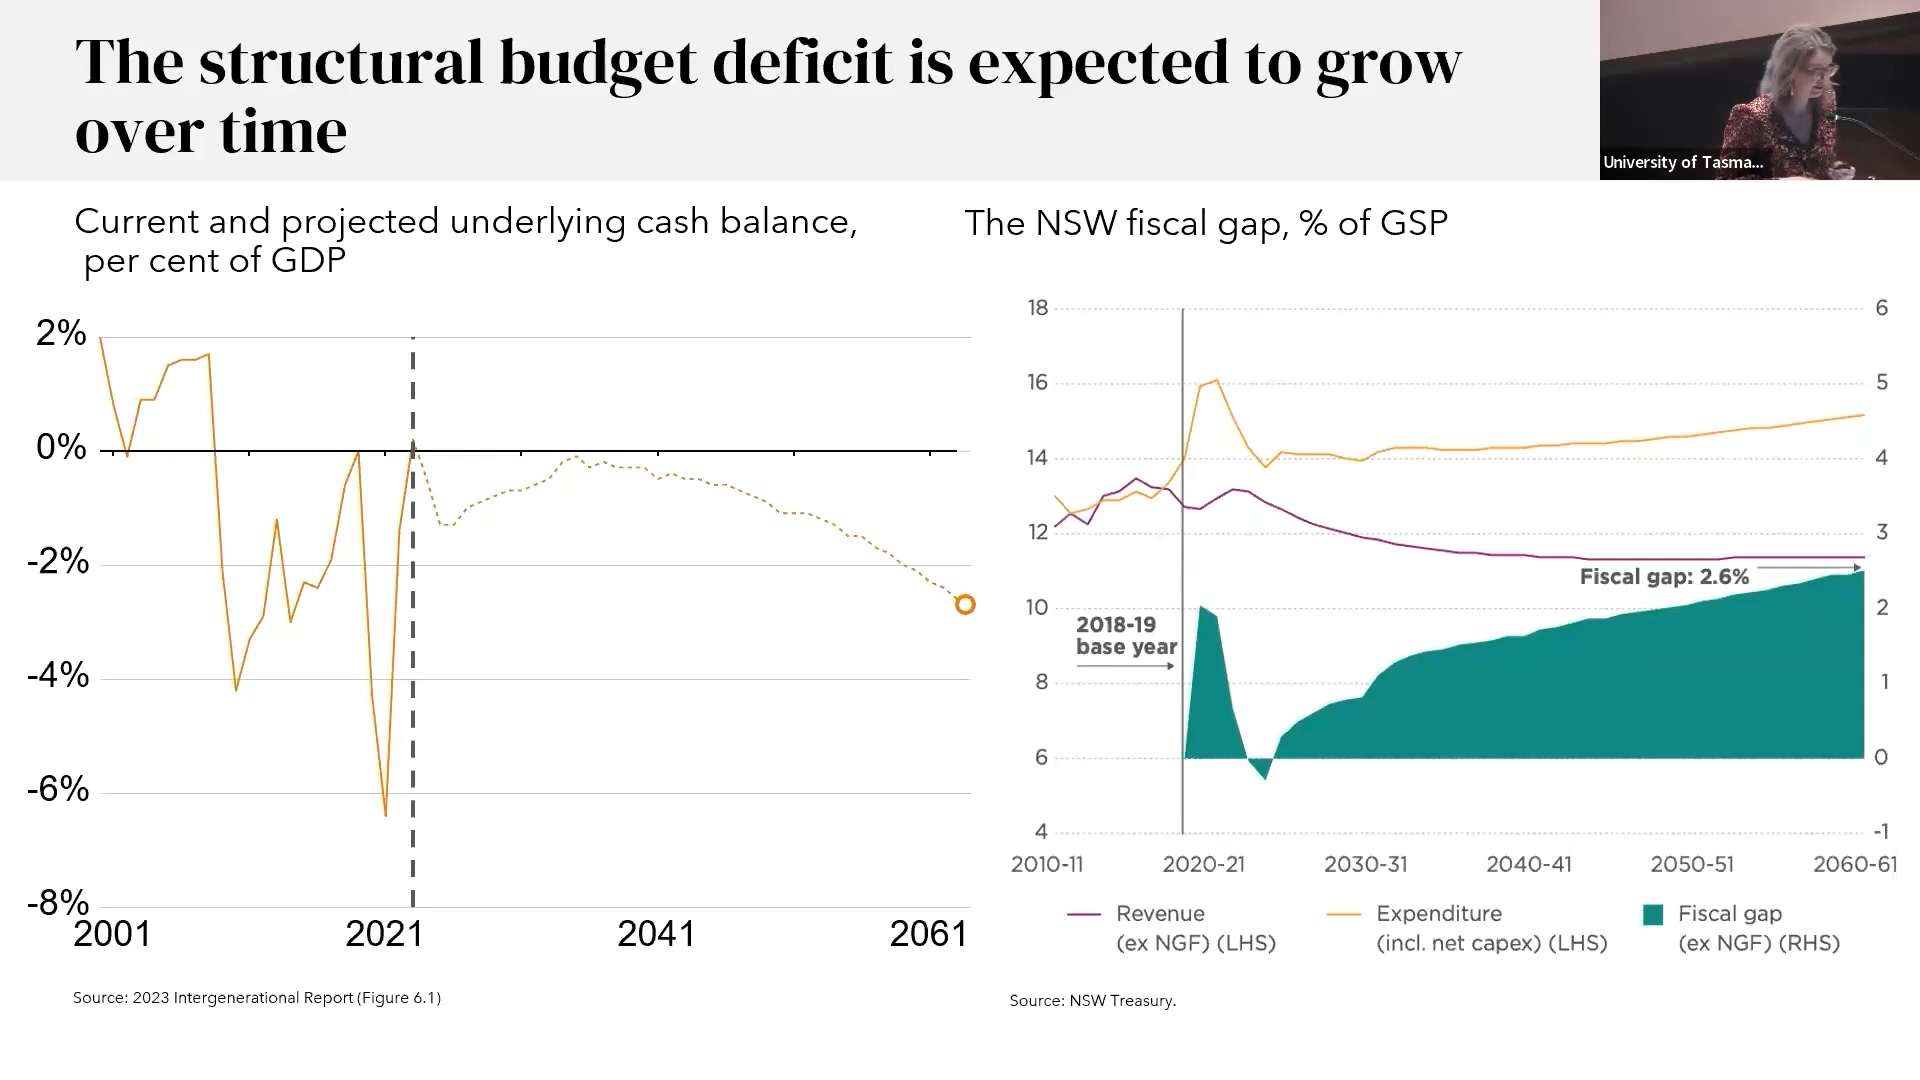 The structural budget deficit is expected to grow
over time
University of Tasma...
Current and projected underlying cash balance,
per cent of GDP
2%
0%
-2%
-4%
-6%
-8%
2001 2021 2041 2061
Source: 2023 Intergenerational Report (Figure 6.1)
The NSW fiscal gap, % of GSP
18 6
16 5
14 4
12 3
Fiscal gap: 2.6%
10 2
2018-19
base year
8 1
6 0
4 -1
2010-11 2020-21 2030-31 2040-41 2050-51 2060-61
Revenue Expenditure Fiscal gap
(ex NGF) (LHS) (incl. net capex) (LHS) (ex NGF) (RHS)
Source: NSW Treasury.